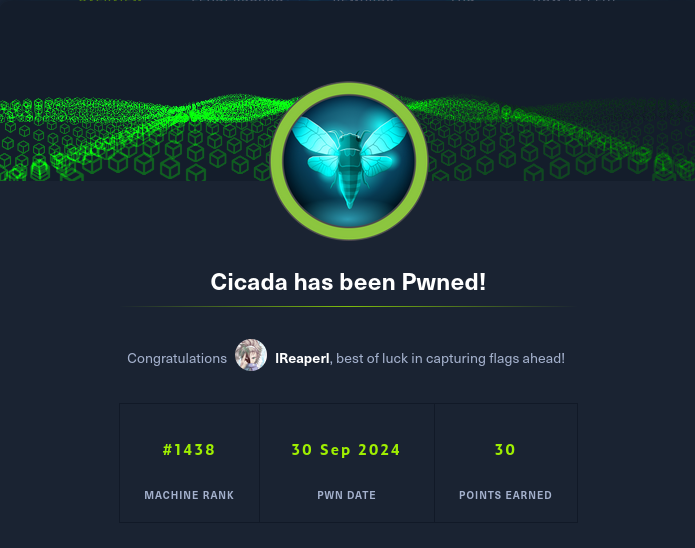 Cicada has been Pwned!
Congratulations IReaperI, best of luck in capturing flags ahead!
#1438 30 Sep 2024 30
MACHINE RANK PWN DATE POINTS EARNED